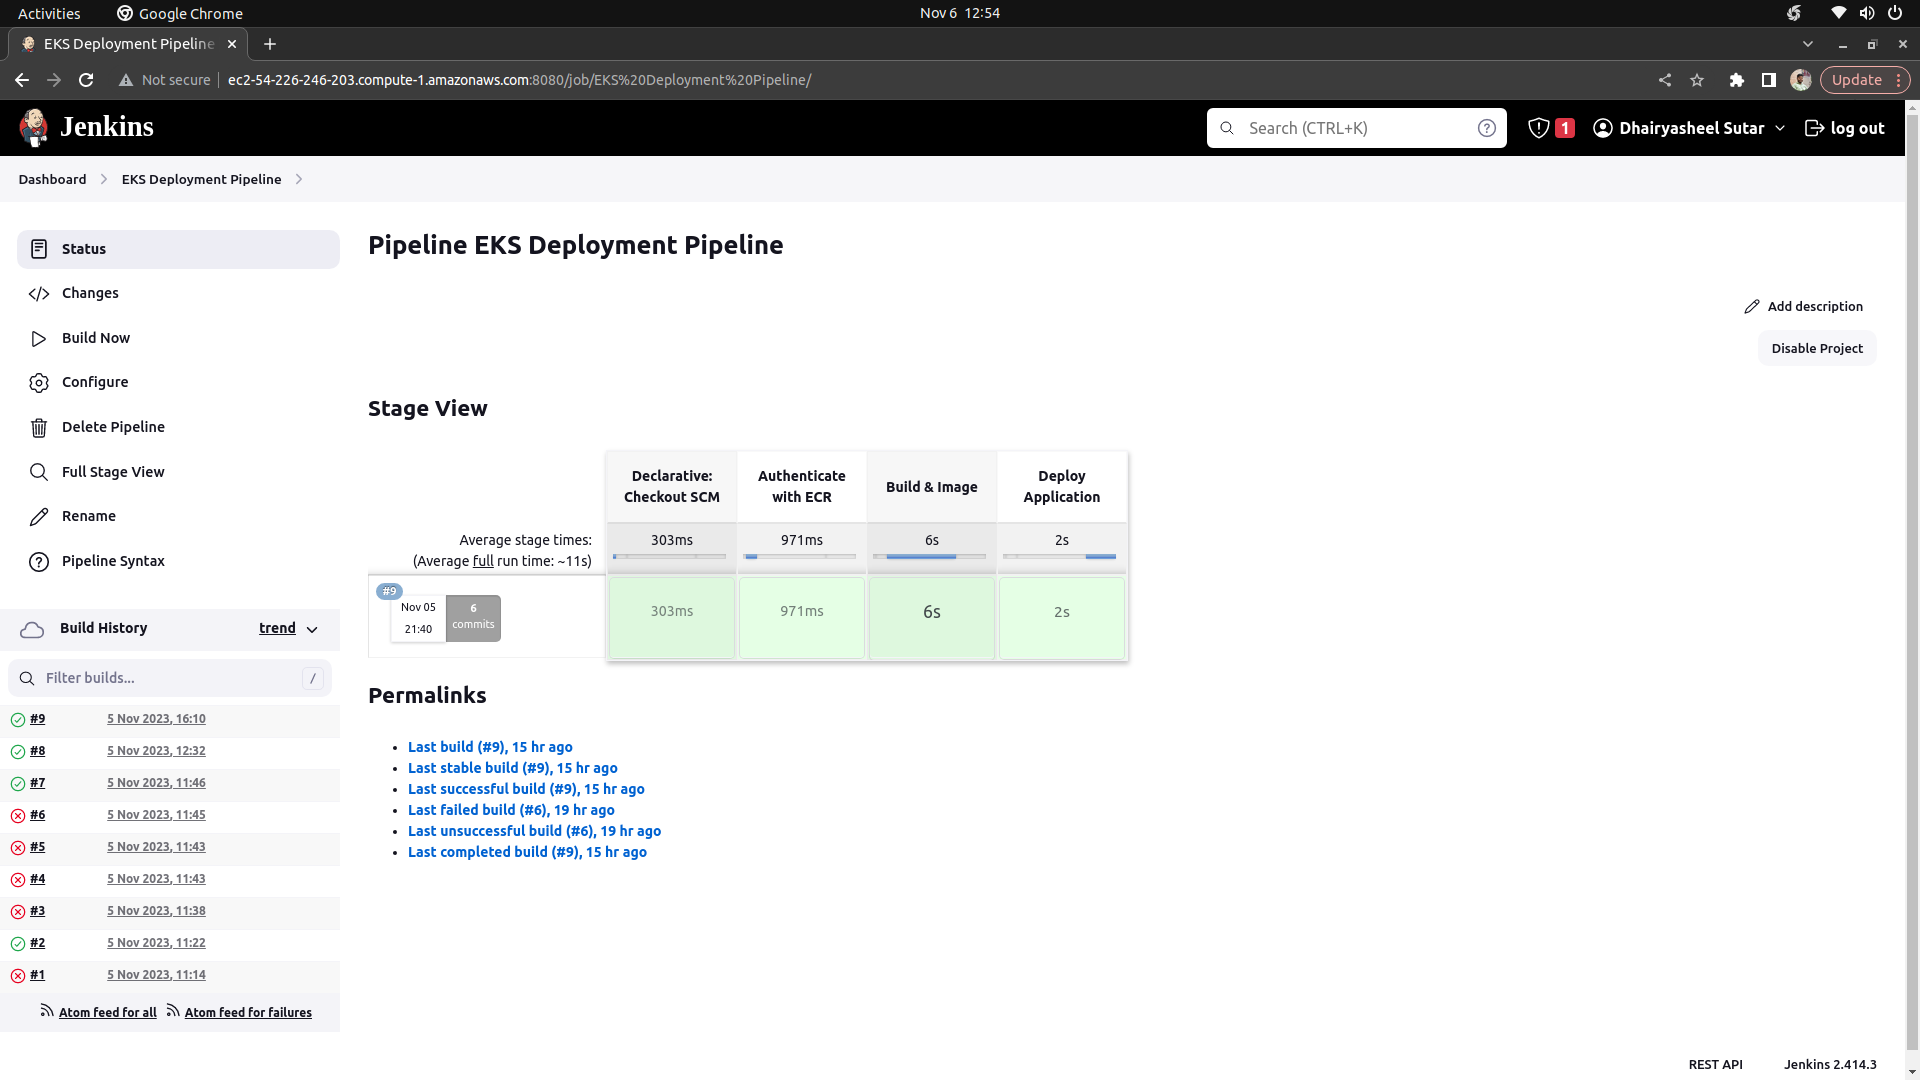 Activities
Google Chrome
Nov 6 12:54
EKS Deployment Pipeline
Not secure
ec2-54-226-246-203.compute-1.amazonaws.com:8080/job/EKS%20Deployment%20Pipeline/
Update
Jenkins
Search (CTRL+K)
1
Dhairyasheel Sutar
log out
Dashboard
EKS Deployment Pipeline
Status
Changes
Build Now
Configure
Delete Pipeline
Full Stage View
Rename
Pipeline Syntax
Build History
trend
Filter builds...
/
#9 5 Nov 2023, 16:10
#8 5 Nov 2023, 12:32
#7 5 Nov 2023, 11:46
#6 5 Nov 2023, 11:45
#5 5 Nov 2023, 11:43
#4 5 Nov 2023, 11:43
#3 5 Nov 2023, 11:38
#2 5 Nov 2023, 11:22
#1 5 Nov 2023, 11:14
Atom feed for all
Atom feed for failures
Pipeline EKS Deployment Pipeline
Add description
Disable Project
Stage View
Declarative:
Checkout SCM
Authenticate
with ECR
Build & Image
Deploy
Application
Average stage times:
(Average full run time: ~11s)
303ms
971ms
6s
2s
#9
Nov 05
21:40
6
commits
303ms
971ms
6s
2s
Permalinks
Last build (#9), 15 hr ago
Last stable build (#9), 15 hr ago
Last successful build (#9), 15 hr ago
Last failed build (#6), 19 hr ago
Last unsuccessful build (#6), 19 hr ago
Last completed build (#9), 15 hr ago
REST API
Jenkins 2.414.3